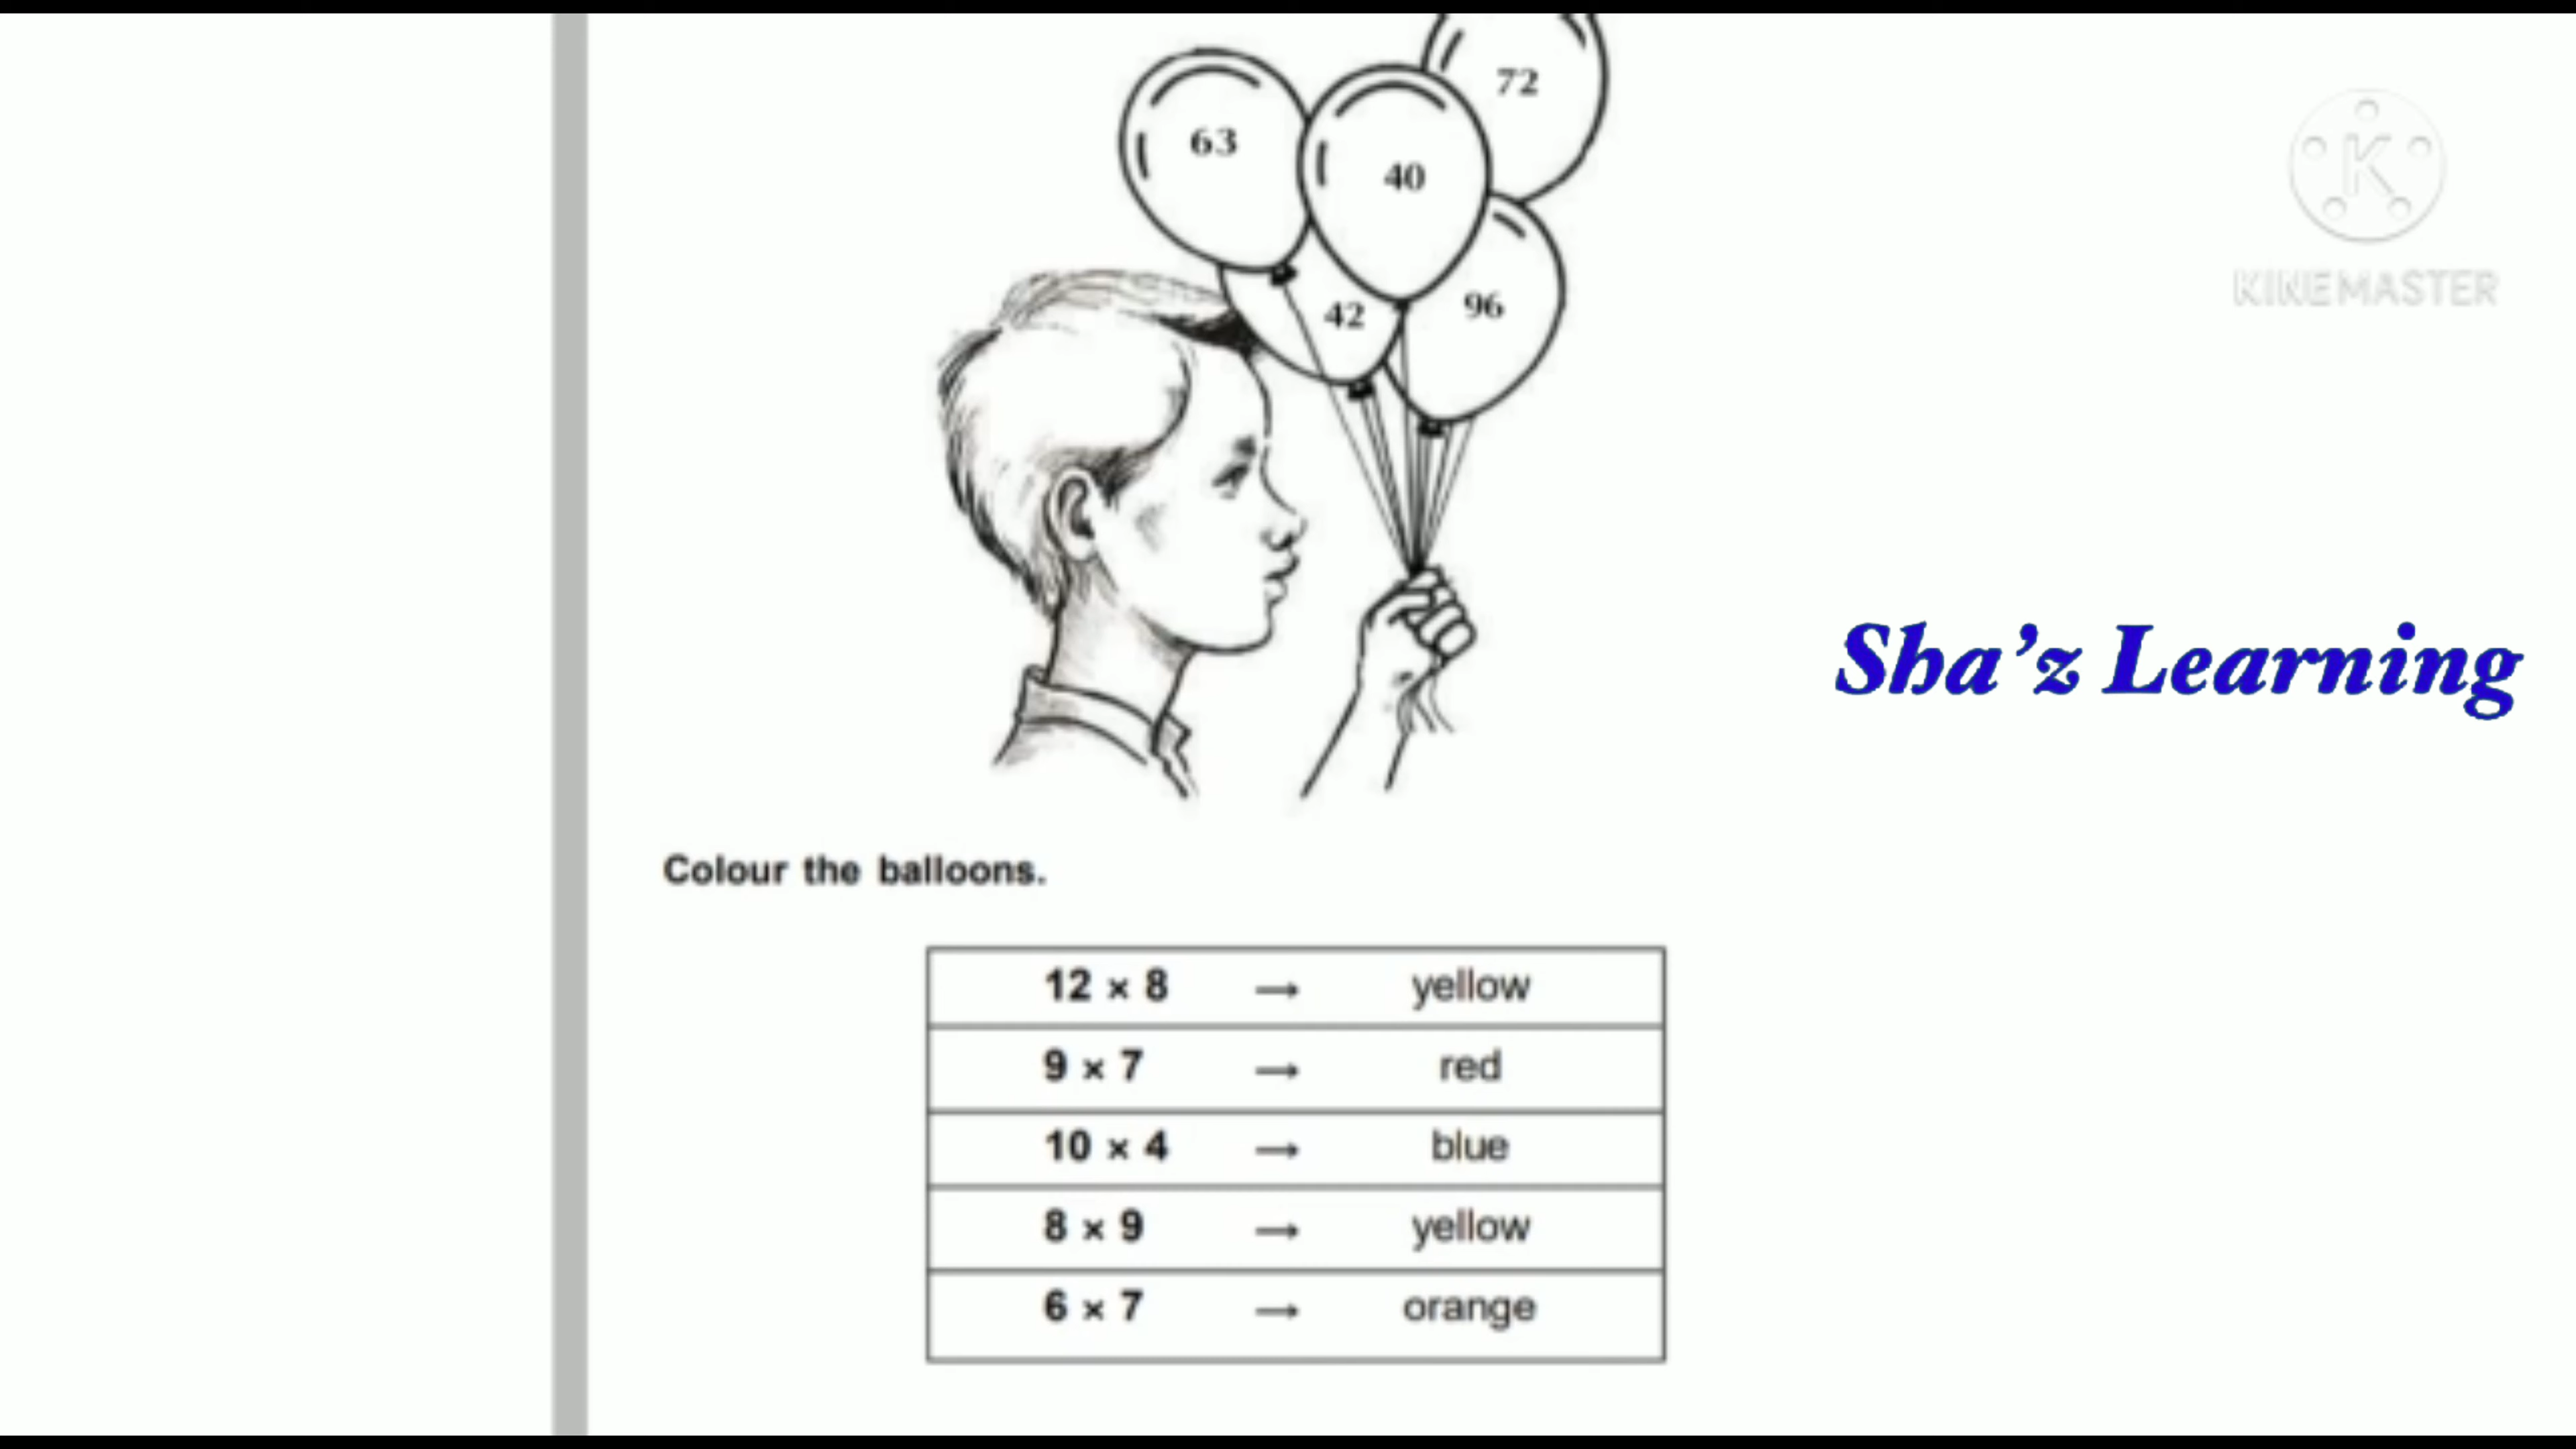 72
63
40
42
96
KINEMASTER
Sha'z Learning
Colour the balloons.
12 × 8 → yellow
9 × 7 → red
10 × 4 → blue
8 × 9 → yellow
6 × 7 → orange